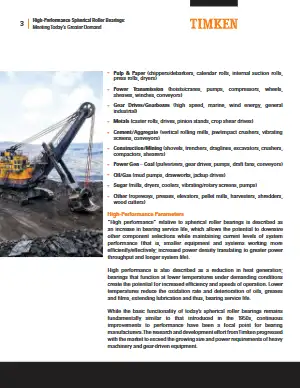 3
High-Performance Spherical Roller Bearings:
Meeting Today's Greater Demand
TIMKEN
- Pulp & Paper (chippers/debarkers, calendar rolls, internal suction rolls,
press rolls, dryers)
- Power Transmission (hoists/cranes, pumps, compressors, wheels,
sheaves, winches, conveyors)
- Gear Drives/Gearboxes (high speed, marine, wind energy, general
industrial)
- Metals (caster rolls, drives, pinion stands, crop shear drives)
- Cement/Aggregate (vertical rolling mills, jaw/impact crushers, vibrating
screens, conveyors)
- Construction/Mining (shovels, trenchers, draglines, excavators, crushers,
compactors, shearers)
- Power Gen - Coal (pulverizers, gear driven, pumps, draft fans, conveyors)
- Oil/Gas (mud pumps, drawworks, jackup drives)
- Sugar (mills, dryers, coolers, vibrating/rotary screens, pumps)
- Other (ropeways, presses, elevators, pellet mills, harvesters, shredders,
wood cutters)
High-Performance Parameters
"High performance" relative to spherical roller bearings is described as
an increase in bearing service life, which allows the potential to downsize
other component selections while maintaining current levels of system
performance (that is, smaller equipment and systems working more
efficiently/effectively; increased power density translating to greater power
throughput and longer system life).
High performance is also described as a reduction in heat generation;
bearings that function at lower temperatures under demanding conditions
create the potential for increased efficiency and speeds of operation. Lower
temperatures reduce the oxidation rate and deterioration of oils, greases
and films, extending lubrication and thus, bearing service life.
While the basic functionality of today's spherical roller bearings remains
fundamentally similar to that introduced in the 1950s, continuous
improvements to performance have been a focal point for bearing
manufacturers. The research and development effort from Timken progressed
with the market to exceed the growing size and power requirements of heavy
machinery and gear-driven equipment.